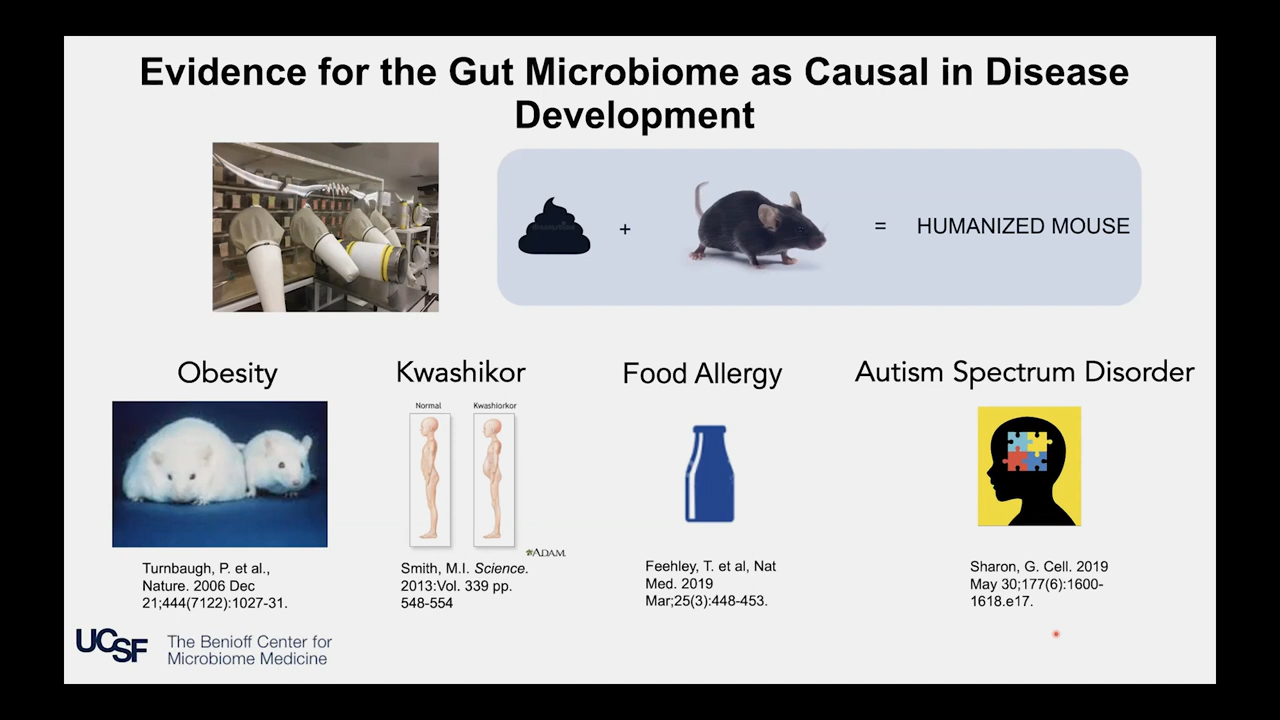 Evidence for the Gut Microbiome as Causal in Disease
Development
+
=
HUMANIZED MOUSE
Obesity
Kwashikor
Food Allergy
Autism Spectrum Disorder
Normal
Kwashiorkor
ADAM.
Turnbaugh, P. et al.,
Nature. 2006 Dec
21;444(7122):1027-31.
Smith, M.I. Science.
2013:Vol. 339 pp.
548-554
Feehley, T. et al, Nat
Med. 2019
Mar;25(3):448-453.
Sharon, G. Cell. 2019
May 30;177(6):1600-
1618.e17.
UCSF
The Benioff Center for
Microbiome Medicine